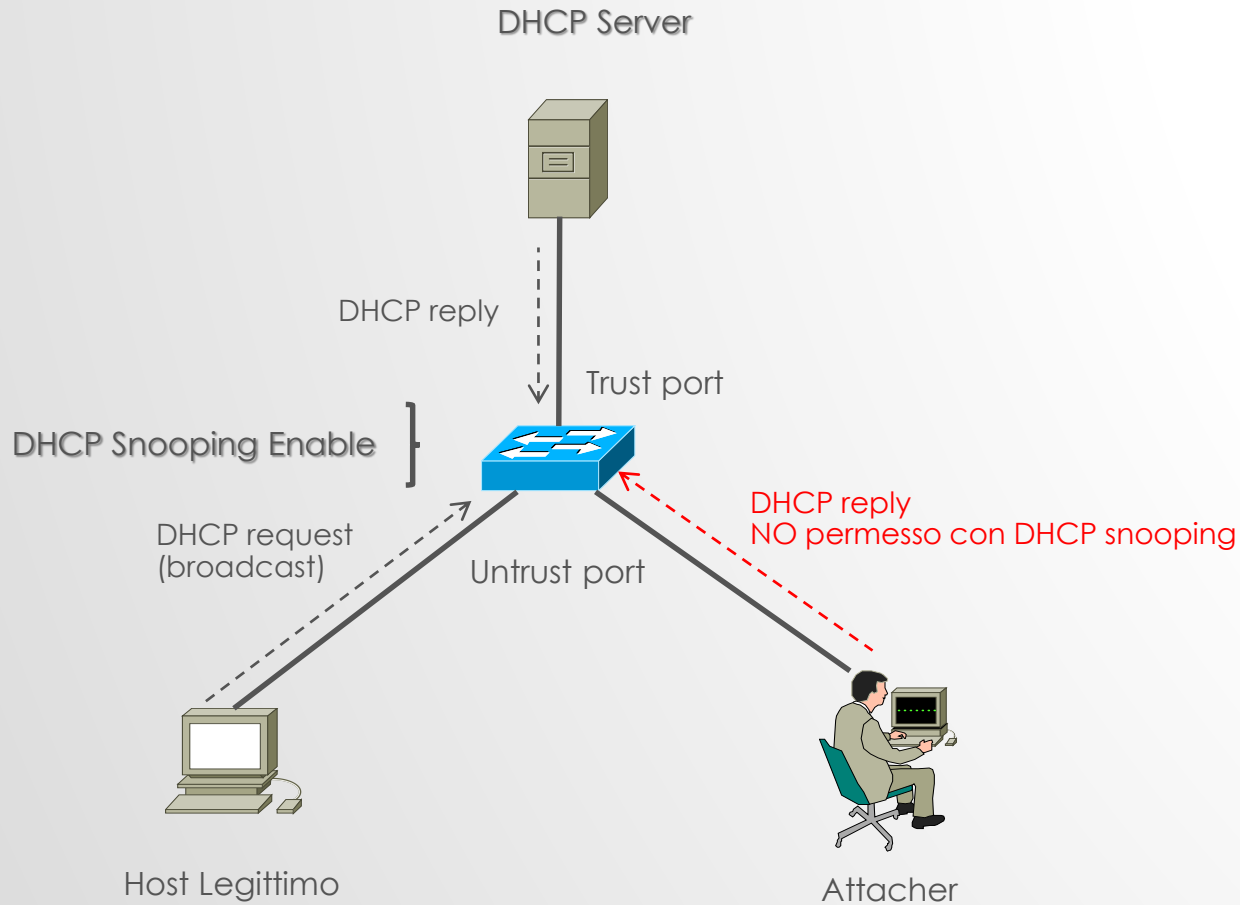 DHCP Server
DHCP reply
Trust port
DHCP Snooping Enable
DHCP request
(broadcast)
Untrust port
DHCP reply
NO permesso con DHCP snooping
Host Legittimo
Attacher